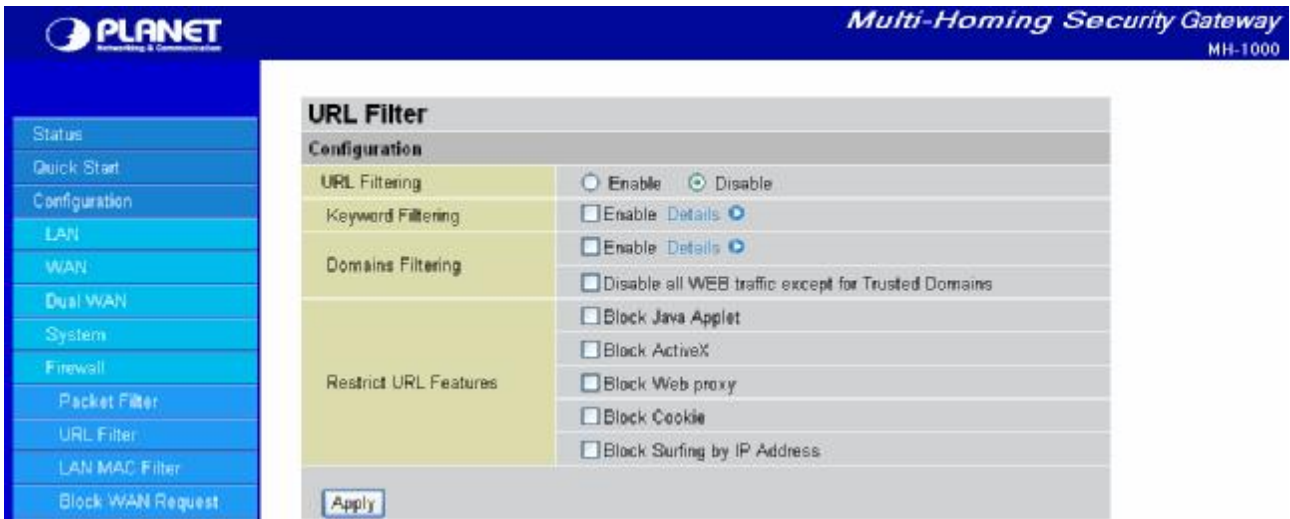 PLANET
Networking & Communication
Multi-Homing Security Gateway
MH-1000
Status
Quick Start
Configuration
LAN
WAN
Dual WAN
System
Firewall
Packet Filter
URL Filter
LAN MAC Filter
Block WAN Request
URL Filter
Configuration
URL Filtering Enable Disable
Keyword Filtering Enable Details
Domains Filtering Enable Details
Disable all WEB traffic except for Trusted Domains
Restrict URL Features Block Java Applet
Block ActiveX
Block Web proxy
Block Cookie
Block Surfing by IP Address
Apply